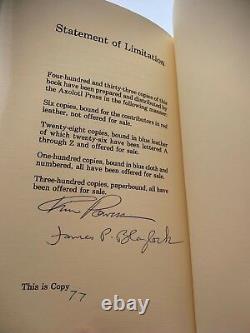 Statement of Limitation
Four-hundred and thirty-three copies of this
book have been prepared and distributed by
the Axolotl Press in the following manner:
Six copies, bound for the contributors in red
leather, not offered for sale.
Twenty-eight copies, bound in blue leather
of which twenty-six have been lettered A
through Z and offered for sale.
One-hundred copies, bound in blue cloth and
numbered, all have been offered for sale.
Three-hundred copies, paperbound, all have
been offered for sale.
Tim Powers
James P. Blaylock
This is Copy
77